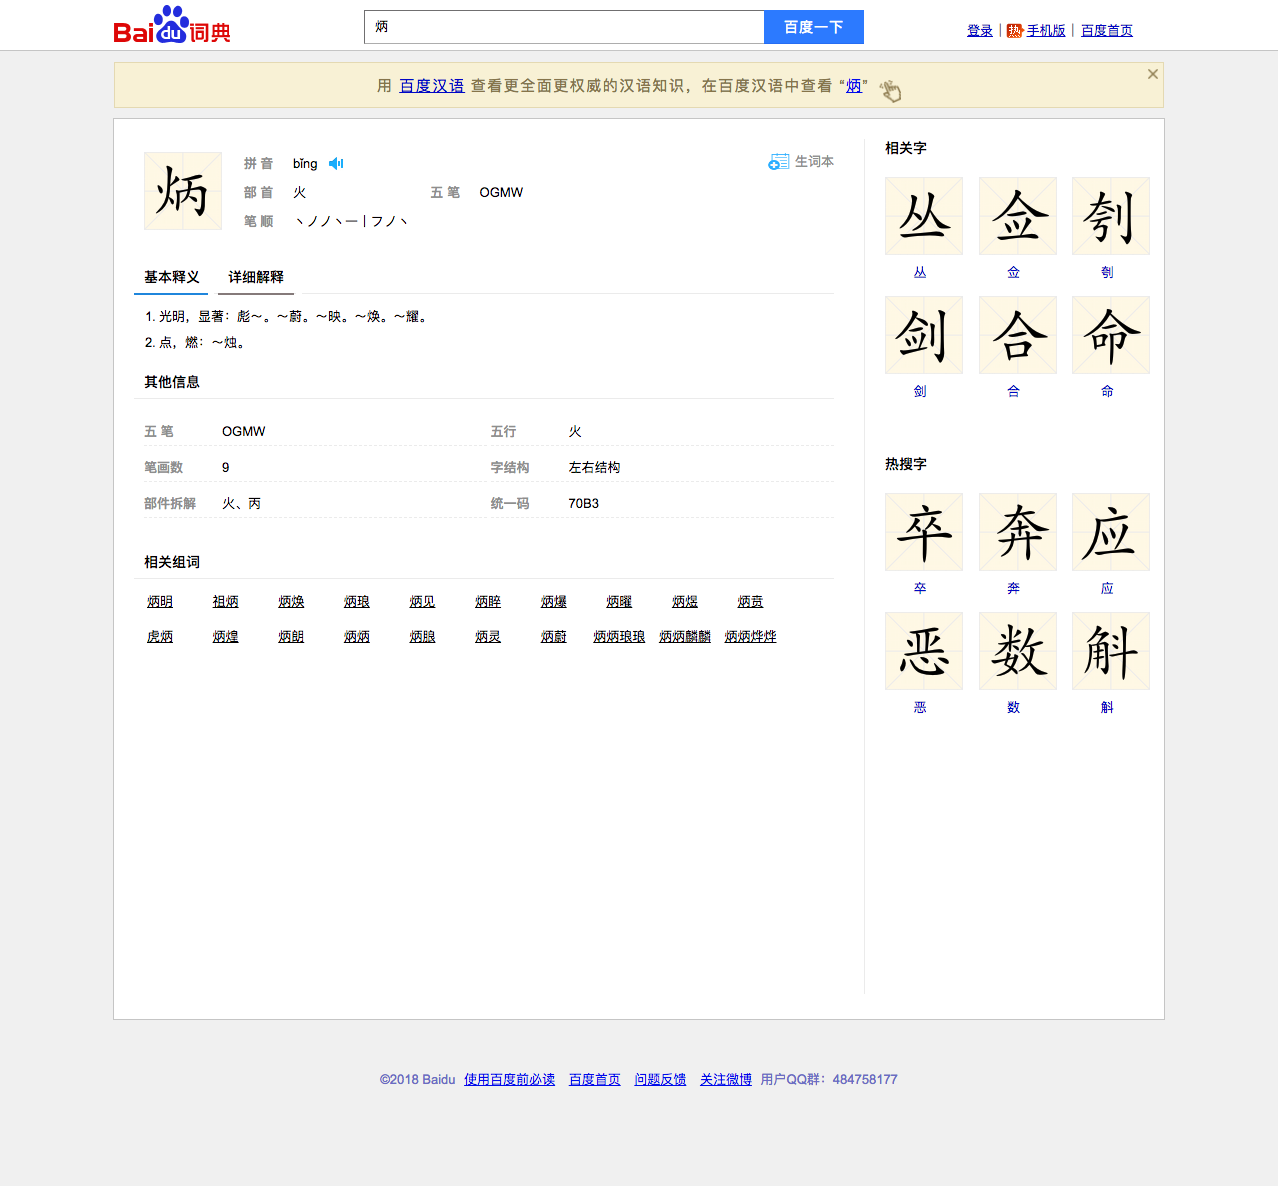 Baidu词典
炳
百度一下
登录 | 热 手机版 | 百度首页
用 百度汉语 查看更全面更权威的汉语知识，在百度汉语中查看 “炳”
炳
拼 音 bǐng
生词本
部 首 火 五 笔 OGMW
笔 顺 丶ノノ丶一丨フノ丶
基本释义 详细解释
1. 光明，显著：彪～。～蔚。～映。～焕。～耀。
2. 点，燃：～烛。
其他信息
五 笔 OGMW 五行 火
笔画数 9 字结构 左右结构
部件拆解 火、丙 统一码 70B3
相关组词
炳明 祖炳 炳焕 炳琅 炳见 炳睟 炳爆 炳曜 炳煜 炳贲
虎炳 炳煌 炳朗 炳炳 炳脵 炳灵 炳蔚 炳炳琅琅 炳炳麟麟 炳炳烨烨
相关字
丛 佥 刳
丛 佥 刳
剑 合 命
剑 合 命
热搜字
卒 奔 应
卒 奔 应
恶 数 斛
恶 数 斛
©2018 Baidu 使用百度前必读 百度首页 问题反馈 关注微博 用户QQ群：484758177